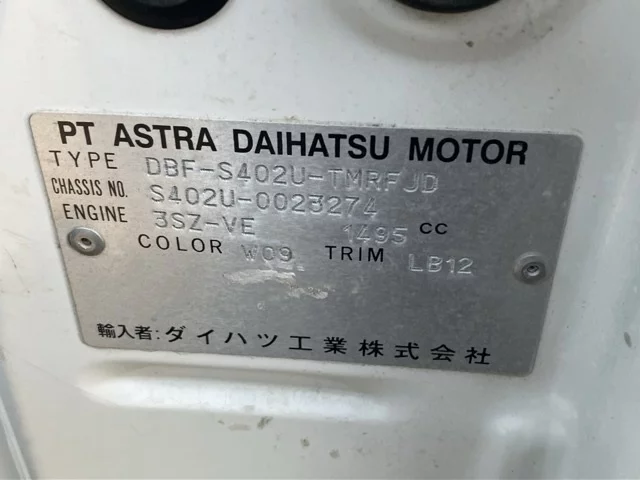 PT ASTRA DAIHATSU MOTOR
TYPE DBF-S402U-TMRFJD
CHASSIS NO. S402U-0023274
ENGINE 3SZ-VE 1495 CC
COLOR W09 TRIM LB12
輸入者:ダイハツ工業株式会社